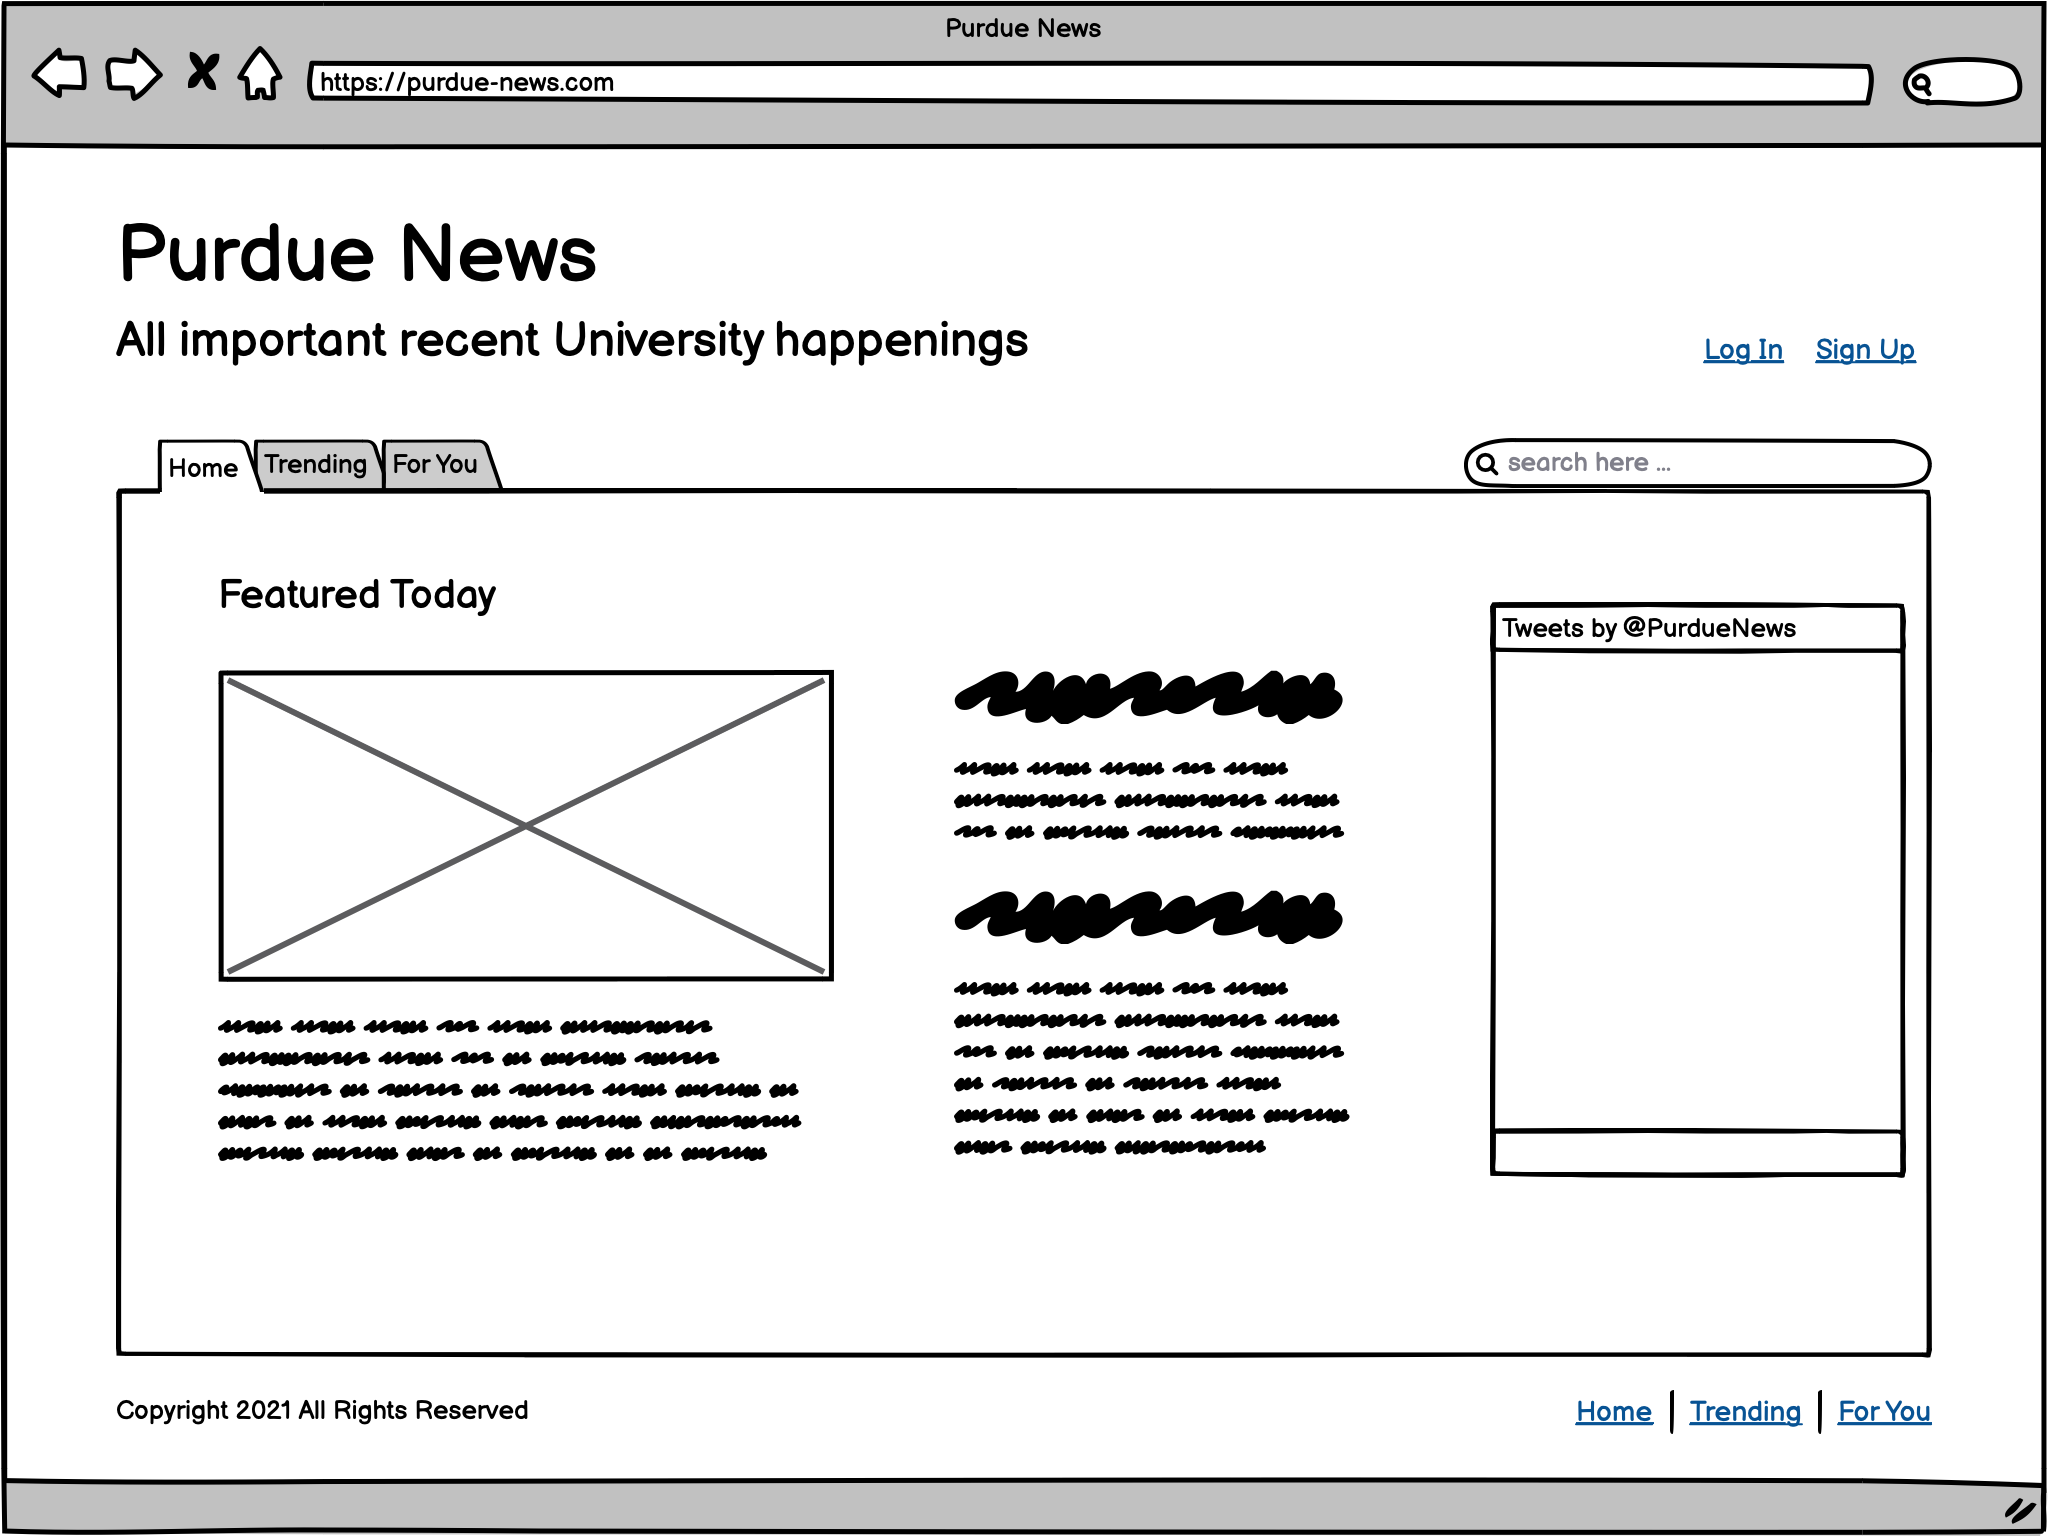 Purdue News
https://purdue-news.com
Purdue News
All important recent University happenings
Log In Sign Up
Home Trending For You
search here ...
Featured Today
Tweets by @PurdueNews
Copyright 2021 All Rights Reserved
Home Trending For You